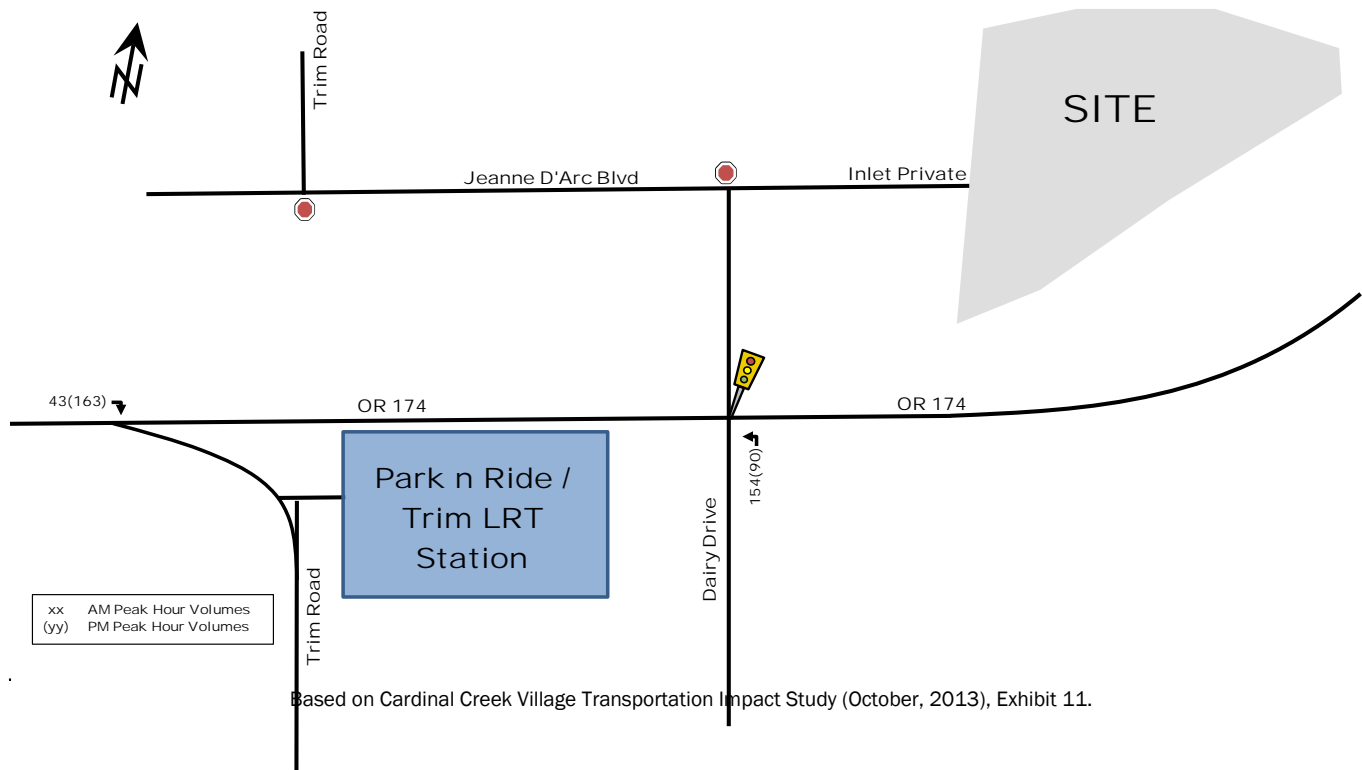 Trim Road
SITE
Jeanne D'Arc Blvd
Inlet Private
43(163)
OR 174
OR 174
Park n Ride /
Trim LRT
Station
154(90)
Dairy Drive
Trim Road
xx AM Peak Hour Volumes
(yy) PM Peak Hour Volumes
Based on Cardinal Creek Village Transportation Impact Study (October, 2013), Exhibit 11.